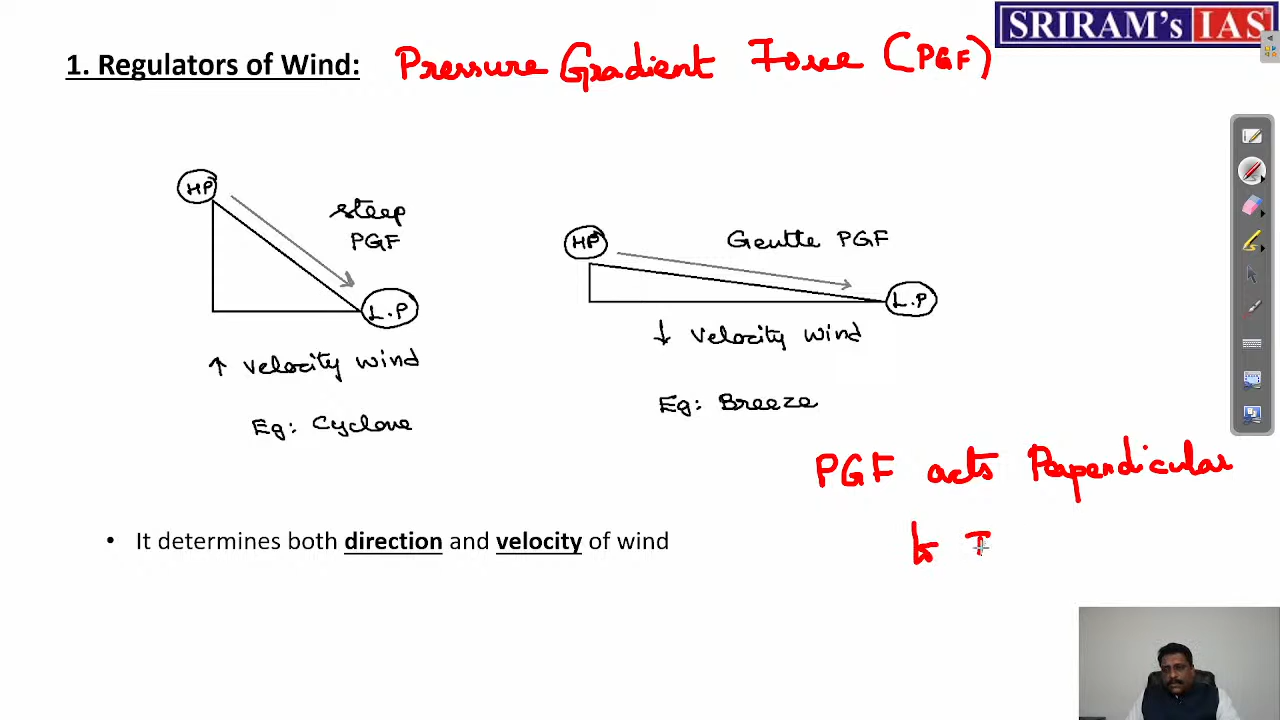 SRIRAM's IAS
1. Regulators of Wind: Pressure Gradient Force (PGF)
HP
steep
PGF
L.P
↑ velocity wind
Eg: Cyclone
HP
Gentle PGF
L.P
↓ velocity wind
Eg: Breeze
PGF acts Perpendicular
to I
• It determines both direction and velocity of wind